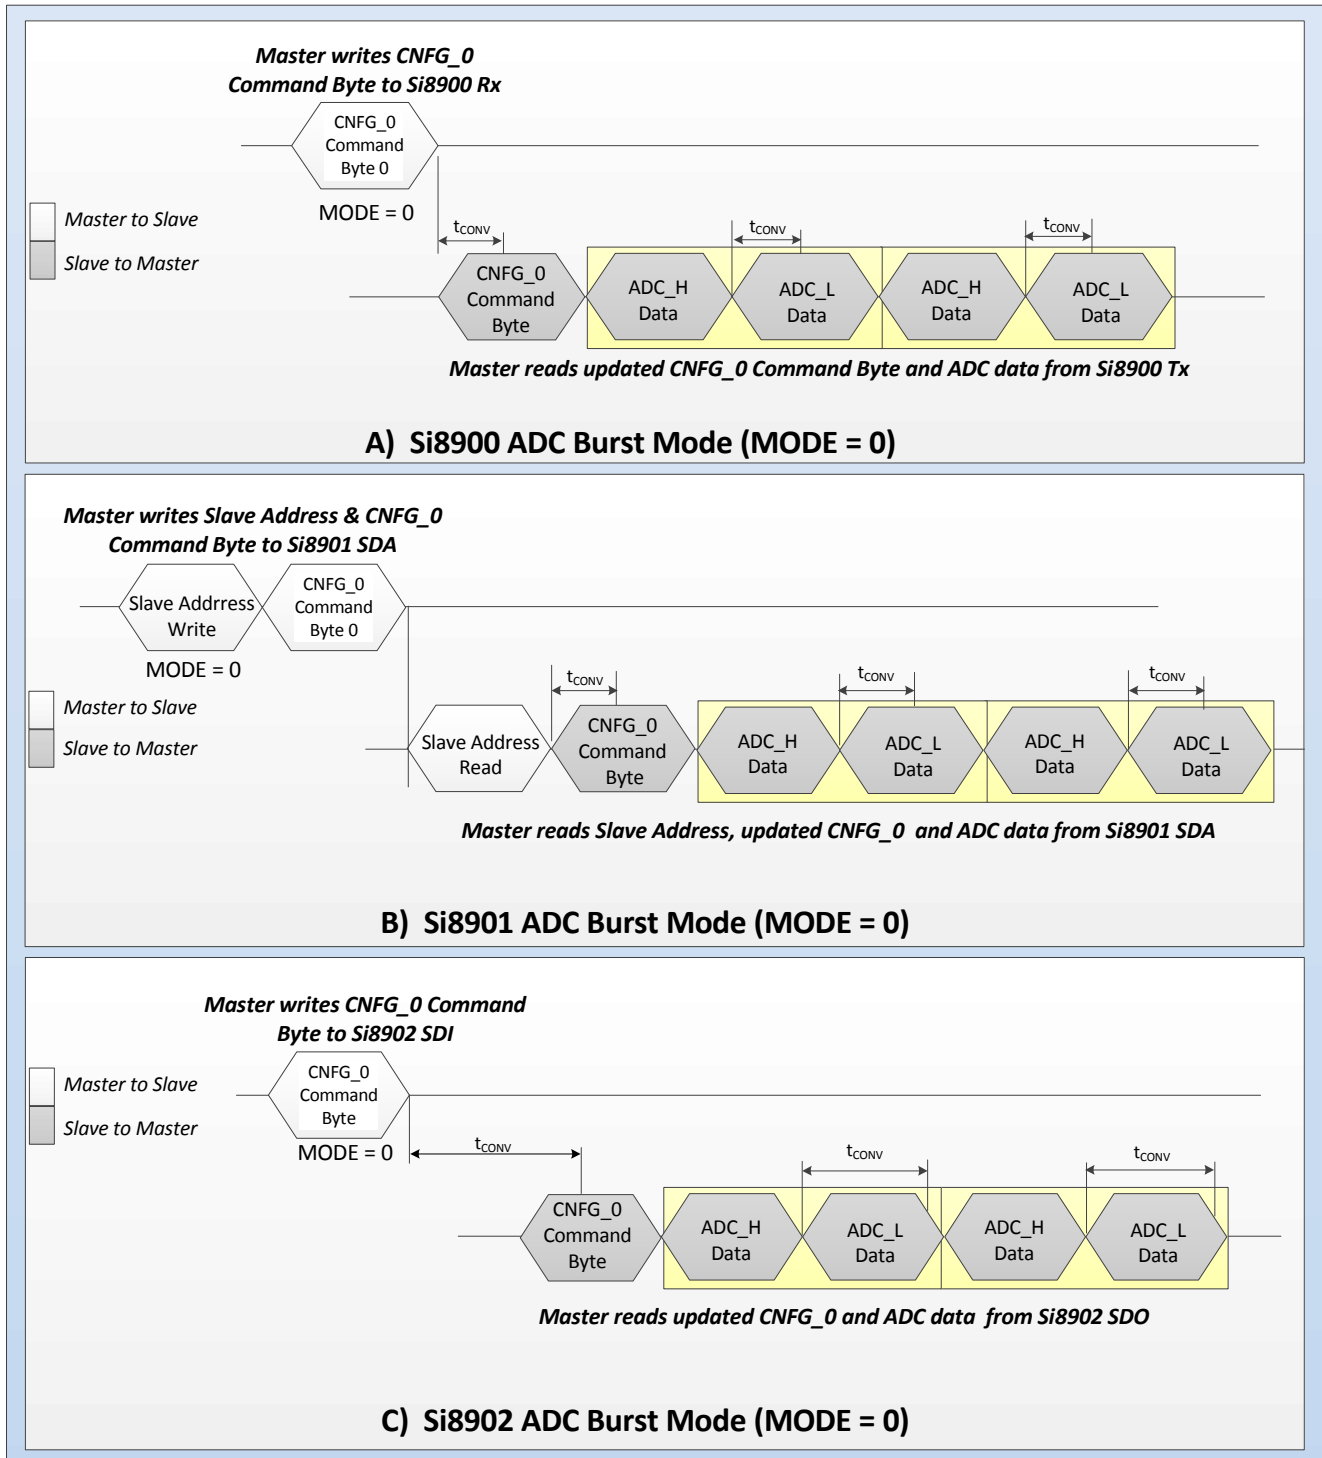 Master writes CNFG_0
Command Byte to Si8900 Rx
CNFG_0
Command
Byte 0
MODE = 0
Master to Slave
Slave to Master
tCONV
tCONV
tCONV
CNFG_0
Command
Byte
ADC_H
Data
ADC_L
Data
ADC_H
Data
ADC_L
Data
Master reads updated CNFG_0 Command Byte and ADC data from Si8900 Tx
A) Si8900 ADC Burst Mode (MODE = 0)
Master writes Slave Address & CNFG_0
Command Byte to Si8901 SDA
Slave Addrress
Write
CNFG_0
Command
Byte 0
MODE = 0
Master to Slave
Slave to Master
tCONV
tCONV
tCONV
Slave Address
Read
CNFG_0
Command
Byte
ADC_H
Data
ADC_L
Data
ADC_H
Data
ADC_L
Data
Master reads Slave Address, updated CNFG_0 and ADC data from Si8901 SDA
B) Si8901 ADC Burst Mode (MODE = 0)
Master writes CNFG_0 Command
Byte to Si8902 SDI
CNFG_0
Command
Byte
Master to Slave
Slave to Master
MODE = 0
tCONV
tCONV
tCONV
CNFG_0
Command
Byte
ADC_H
Data
ADC_L
Data
ADC_H
Data
ADC_L
Data
Master reads updated CNFG_0 and ADC data from Si8902 SDO
C) Si8902 ADC Burst Mode (MODE = 0)